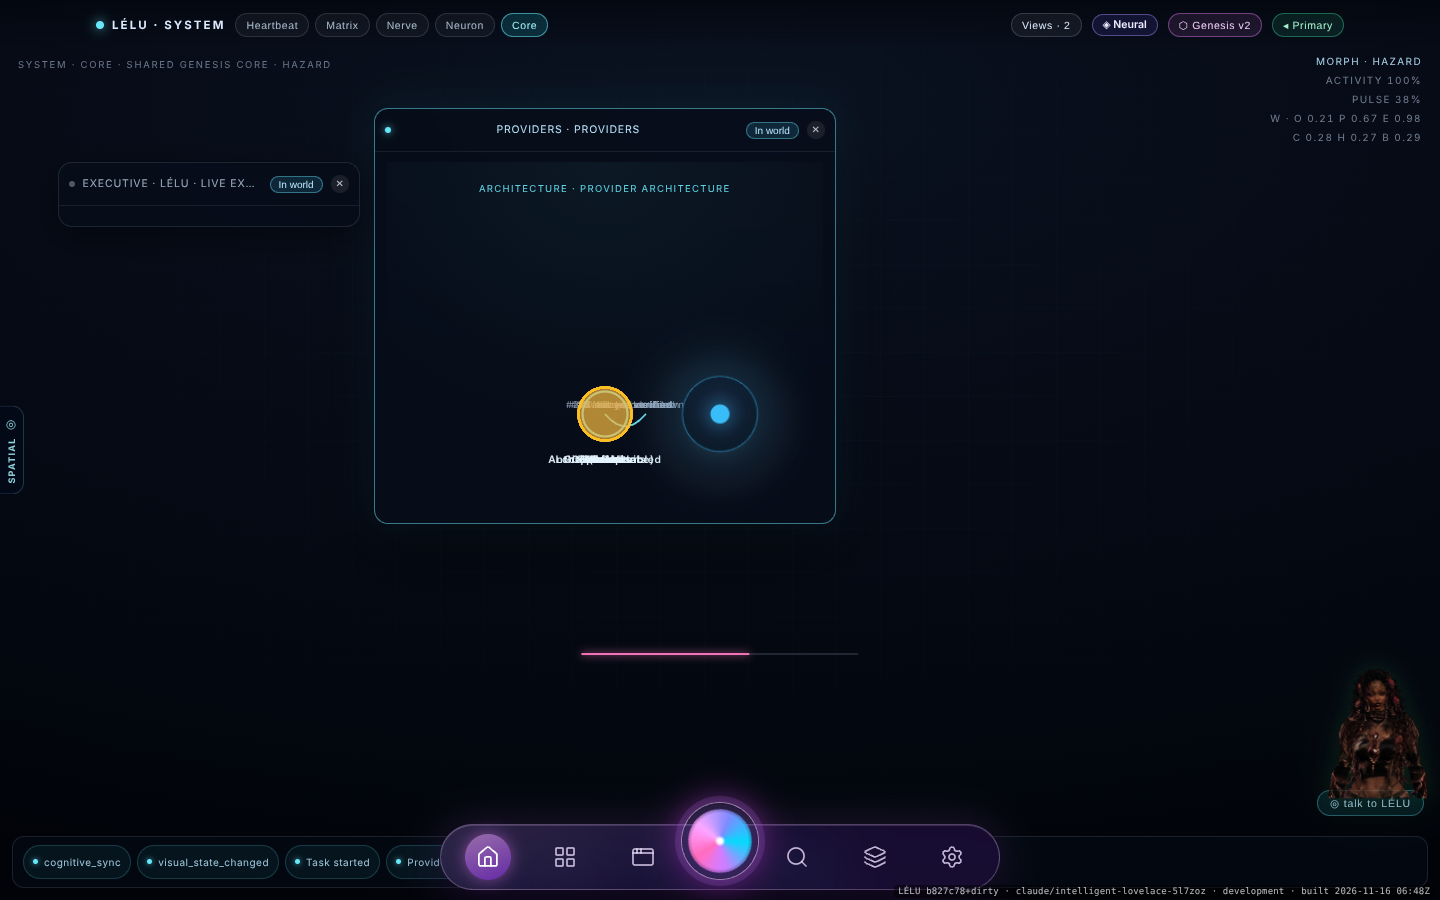 LÉLU · SYSTEM
Heartbeat
Matrix
Nerve
Neuron
Core
Views · 2
◈ Neural
⬡ Genesis v2
◂ Primary
SYSTEM · CORE · SHARED GENESIS CORE · HAZARD
MORPH · HAZARD
ACTIVITY 100%
PULSE 38%
W · O 0.21 P 0.67 E 0.98
C 0.28 H 0.27 B 0.29
PROVIDERS · PROVIDERS
In world
✕
EXECUTIVE · LÉLU · LIVE EX…
In world
✕
ARCHITECTURE · PROVIDER ARCHITECTURE
SPATIAL ◎
◎ talk to LÉLU
cognitive_sync
visual_state_changed
Task started
Provid
LÉLU b827c78+dirty · claude/intelligent-lovelace-5l7zoz · development · built 2026-11-16 06:48Z